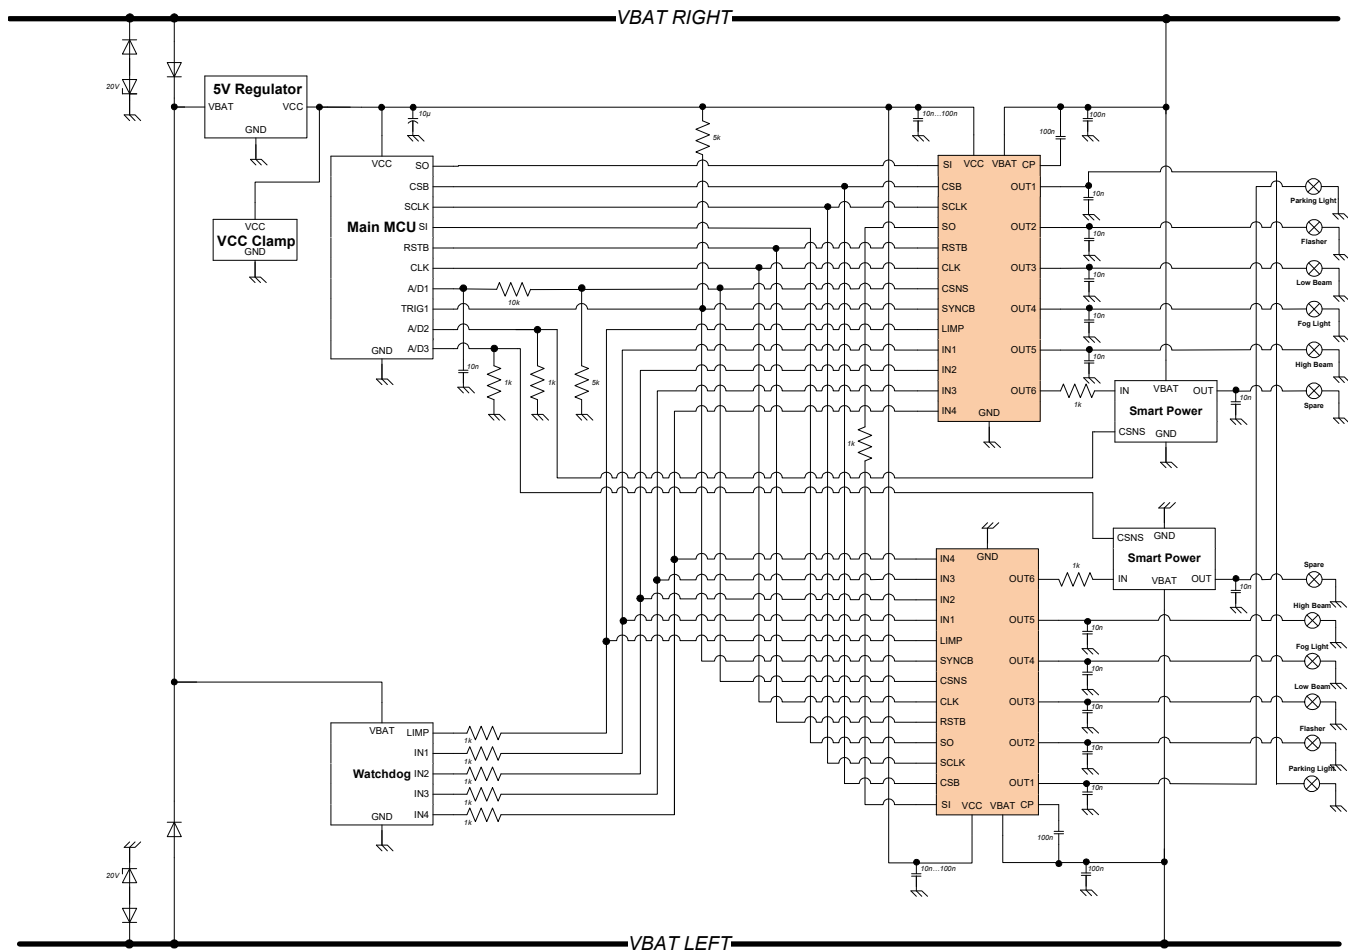 VBAT RIGHT
20V
5V Regulator
VBAT
VCC
GND
VCC
VCC Clamp
GND
10µ
5k
10n...100n
100n
100n
VCC
Main MCU
SO
CSB
SCLK
SI
RSTB
CLK
A/D1
TRIG1
A/D2
A/D3
GND
10k
10n
1k
1k
5k
SI
VCC
VBAT
CP
CSB
OUT1
SCLK
SO
OUT2
RSTB
CLK
OUT3
CSNS
SYNCB
OUT4
LIMP
IN1
OUT5
IN2
IN3
OUT6
IN4
GND
10n
10n
10n
10n
10n
1k
1k
IN
VBAT
OUT
Smart Power
CSNS
GND
10n
Parking Light
Flasher
Low Beam
Fog Light
High Beam
Spare
CSNS
GND
Smart Power
IN
VBAT
OUT
1k
10n
IN4
GND
IN3
OUT6
IN2
IN1
OUT5
LIMP
SYNCB
OUT4
CSNS
CLK
OUT3
RSTB
SO
OUT2
SCLK
CSB
OUT1
SI
VCC
VBAT
CP
10n
10n
10n
10n
10n
Spare
High Beam
Fog Light
Low Beam
Flasher
Parking Light
VBAT
Watchdog
LIMP
IN1
IN2
IN3
IN4
GND
1k
1k
1k
1k
1k
100n
10n...100n
100n
20V
VBAT LEFT